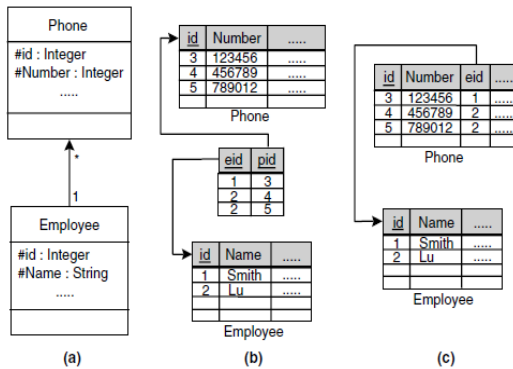 Phone
#id : Integer
#Number : Integer
.....
*
1
Employee
#id : Integer
#Name : String
.....
(a)
id Number .....
3 123456 .....
4 456789 .....
5 789012 .....
Phone
eid pid
1 3
2 4
2 5
id Name .....
1 Smith .....
2 Lu .....
Employee
(b)
id Number eid .....
3 123456 1 .....
4 456789 2 .....
5 789012 2 .....
Phone
id Name .....
1 Smith .....
2 Lu .....
Employee
(c)